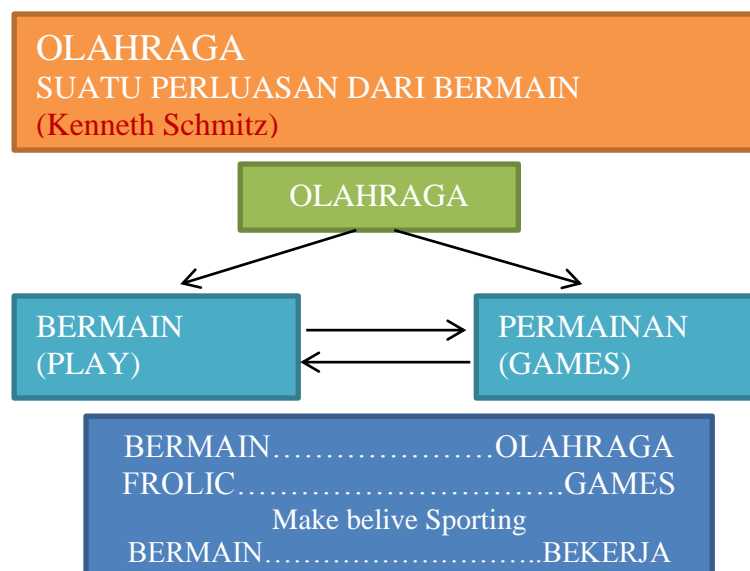 OLAHRAGA
SUATU PERLUASAN DARI BERMAIN
(Kenneth Schmitz)
OLAHRAGA
BERMAIN
(PLAY)
PERMAINAN
(GAMES)
BERMAIN…………………OLAHRAGA
FROLIC………………………….GAMES
Make belive Sporting
BERMAIN………………………..BEKERJA